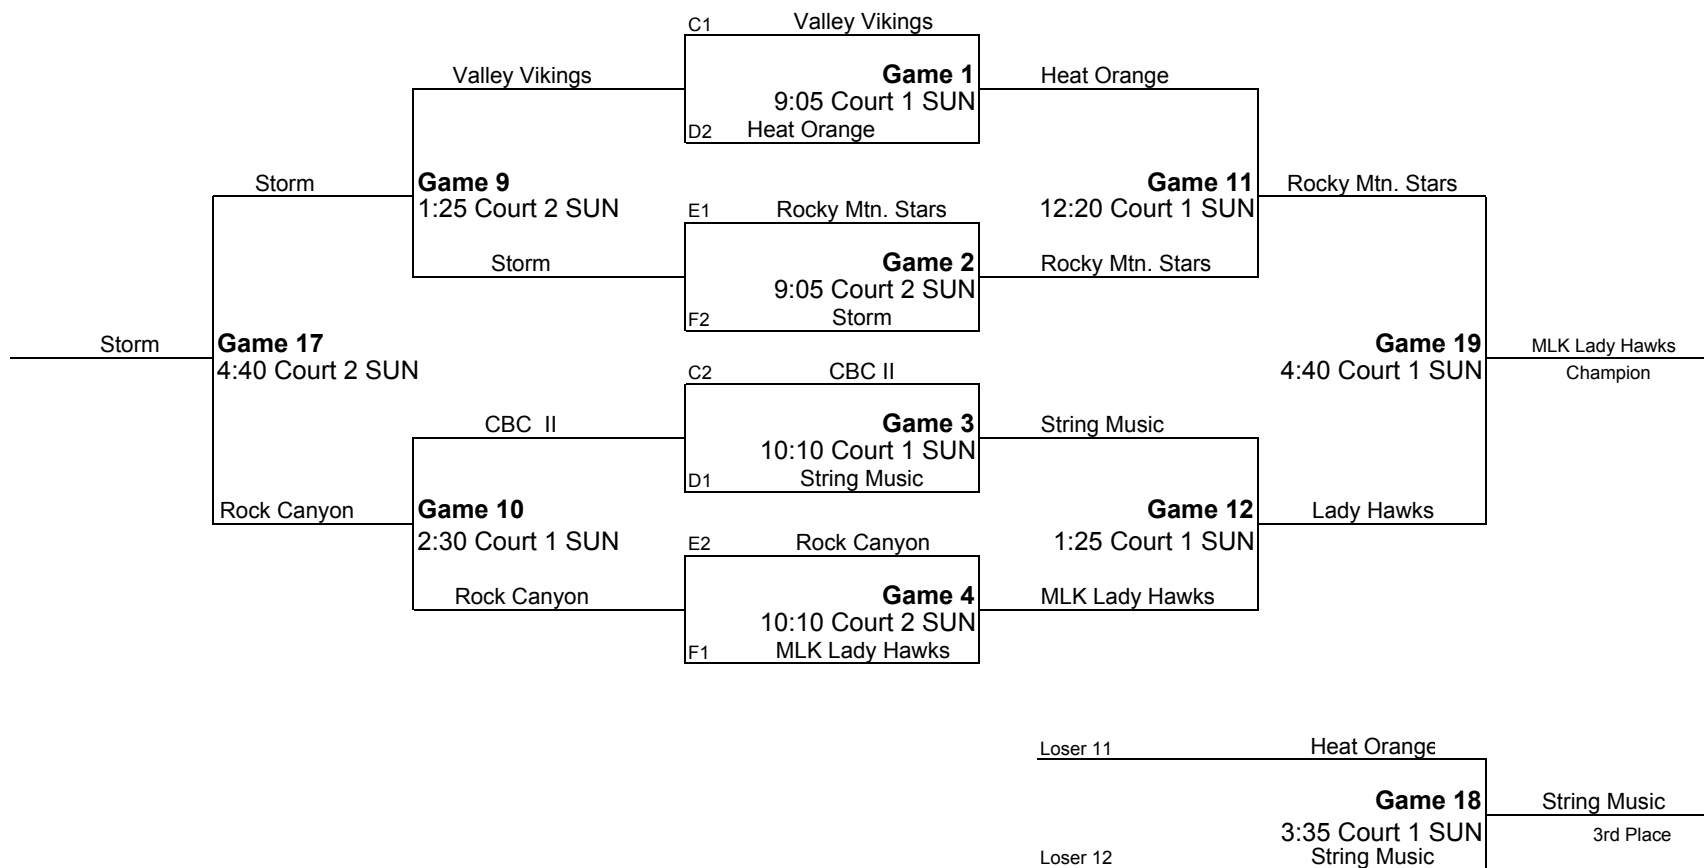 C1 Valley Vikings
Valley Vikings Game 1 Heat Orange
9:05 Court 1 SUN
D2 Heat Orange
Storm Game 9 Game 11 Rocky Mtn. Stars
1:25 Court 2 SUN E1 Rocky Mtn. Stars 12:20 Court 1 SUN
Storm Game 2 Rocky Mtn. Stars
9:05 Court 2 SUN
F2 Storm
Storm Game 17 Game 19 MLK Lady Hawks
4:40 Court 2 SUN C2 CBC II 4:40 Court 1 SUN Champion
CBC II Game 3 String Music
10:10 Court 1 SUN
D1 String Music
Rock Canyon Game 10 Game 12 Lady Hawks
2:30 Court 1 SUN E2 Rock Canyon 1:25 Court 1 SUN
Rock Canyon Game 4 MLK Lady Hawks
10:10 Court 2 SUN
F1 MLK Lady Hawks
Loser 11 Heat Orange
Game 18 String Music
3:35 Court 1 SUN 3rd Place
Loser 12 String Music